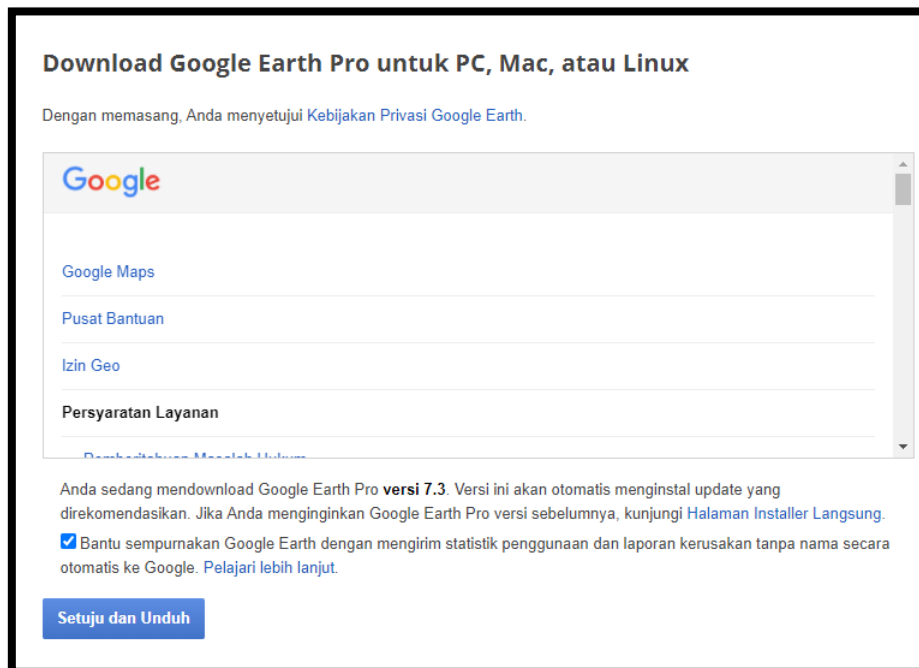 Download Google Earth Pro untuk PC, Mac, atau Linux
Dengan memasang, Anda menyetujui Kebijakan Privasi Google Earth.
Google
Google Maps
Pusat Bantuan
Izin Geo
Persyaratan Layanan
Pemberitahuan Masalah Hukum
Anda sedang mendownload Google Earth Pro versi 7.3. Versi ini akan otomatis menginstal update yang
direkomendasikan. Jika Anda menginginkan Google Earth Pro versi sebelumnya, kunjungi Halaman Installer Langsung.
Bantu sempurnakan Google Earth dengan mengirim statistik penggunaan dan laporan kerusakan tanpa nama secara
otomatis ke Google. Pelajari lebih lanjut.
Setuju dan Unduh